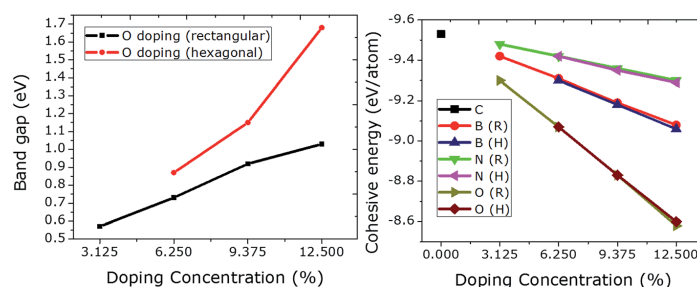 1.7
1.6
1.5
1.4
1.3
1.2
1.1
1.0
0.9
0.8
0.7
0.6
0.5
Band gap (eV)
O doping (rectangular)
O doping (hexagonal)
3.125 6.250 9.375 12.500
Doping Concentration (%)
-9.6
-9.4
-9.2
-9.0
-8.8
-8.6
Cohesive energy (eV/atom)
C
B (R)
B (H)
N (R)
N (H)
O (R)
O (H)
0.000 3.125 6.250 9.375 12.500
Doping Concentration (%)